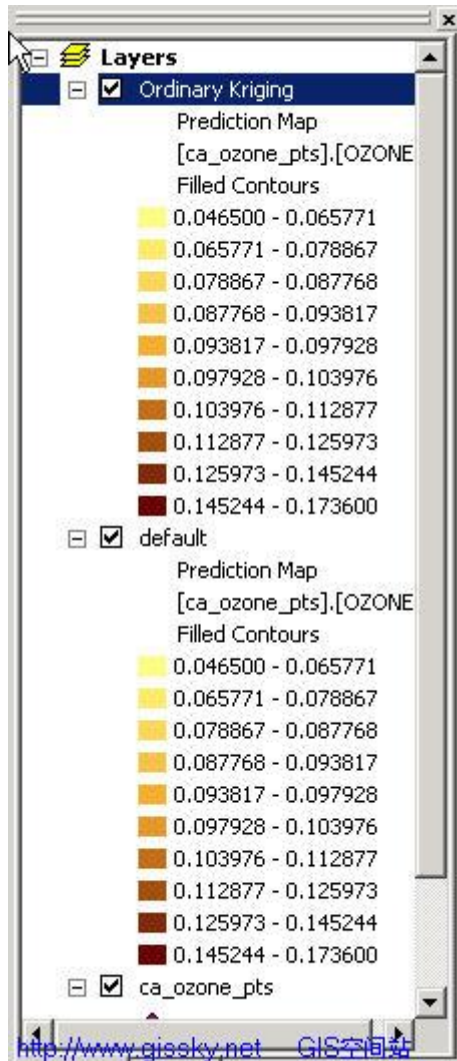 Layers
Ordinary Kriging
Prediction Map
[ca_ozone_pts].[OZONE
Filled Contours
0.046500 - 0.065771
0.065771 - 0.078867
0.078867 - 0.087768
0.087768 - 0.093817
0.093817 - 0.097928
0.097928 - 0.103976
0.103976 - 0.112877
0.112877 - 0.125973
0.125973 - 0.145244
0.145244 - 0.173600
default
Prediction Map
[ca_ozone_pts].[OZONE
Filled Contours
0.046500 - 0.065771
0.065771 - 0.078867
0.078867 - 0.087768
0.087768 - 0.093817
0.093817 - 0.097928
0.097928 - 0.103976
0.103976 - 0.112877
0.112877 - 0.125973
0.125973 - 0.145244
0.145244 - 0.173600
ca_ozone_pts
http://www.gissky.net GIS空间站